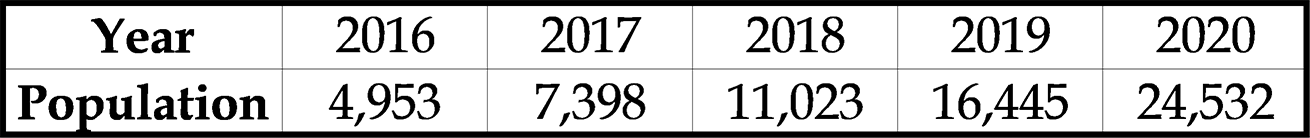 Year 2016 2017 2018 2019 2020
Population 4,953 7,398 11,023 16,445 24,532